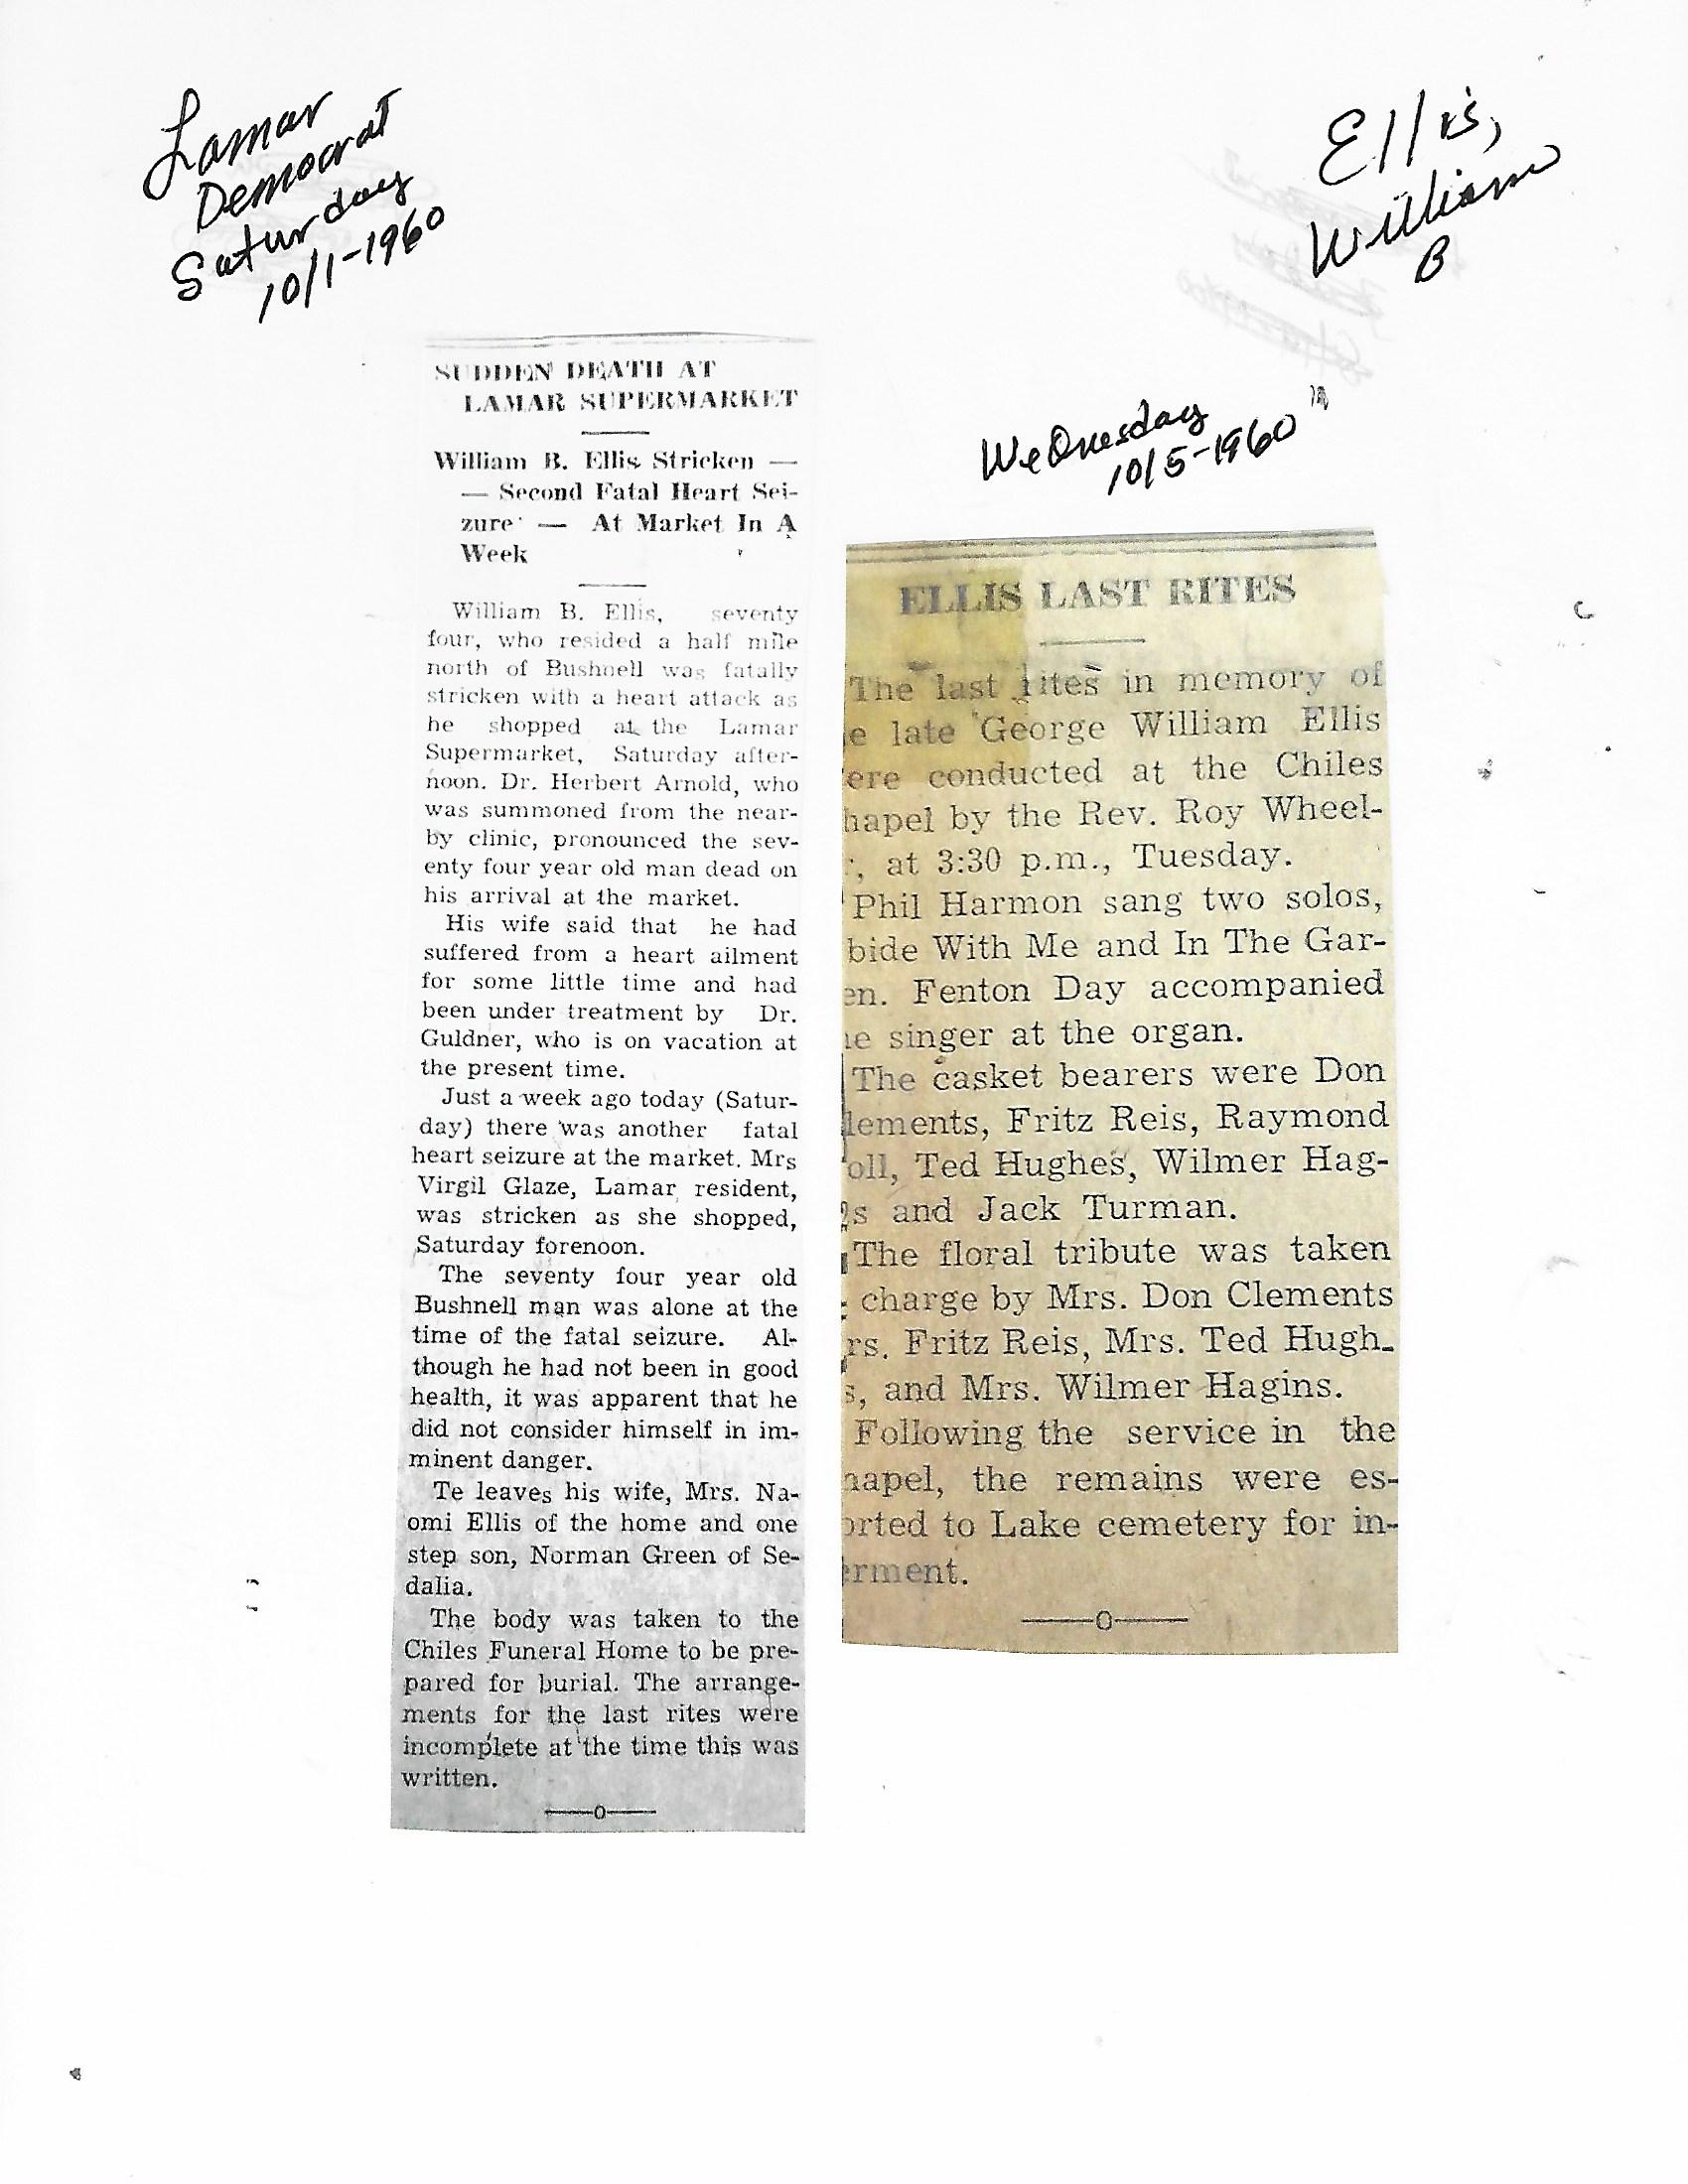 Lamar
Democrat
Saturday
10/1-1960
Ellis,
William
B
SUDDEN DEATH AT
LAMAR SUPERMARKET
William B. Ellis Stricken —
— Second Fatal Heart Sei-
zure — At Market In A
Week
William B. Ellis, seventy
four, who resided a half mile
north of Bushnell was fatally
stricken with a heart attack as
he shopped at the Lamar
Supermarket, Saturday after-
noon. Dr. Herbert Arnold, who
was summoned from the near-
by clinic, pronounced the sev-
enty four year old man dead on
his arrival at the market.
His wife said that he had
suffered from a heart ailment
for some little time and had
been under treatment by Dr.
Guldner, who is on vacation at
the present time.
Just a week ago today (Satur-
day) there was another fatal
heart seizure at the market. Mrs
Virgil Glaze, Lamar resident,
was stricken as she shopped,
Saturday forenoon.
The seventy four year old
Bushnell man was alone at the
time of the fatal seizure. Al-
though he had not been in good
health, it was apparent that he
did not consider himself in im-
minent danger.
Te leaves his wife, Mrs. Na-
omi Ellis of the home and one
step son, Norman Green of Se-
dalia.
The body was taken to the
Chiles Funeral Home to be pre-
pared for burial. The arrange-
ments for the last rites were
incomplete at the time this was
written.
—o—
Wednesday
10/5-1960
ELLIS LAST RITES
The last rites in memory of
e late George William Ellis
ere conducted at the Chiles
hapel by the Rev. Roy Wheel-
, at 3:30 p.m., Tuesday.
Phil Harmon sang two solos,
bide With Me and In The Gar-
en. Fenton Day accompanied
e singer at the organ.
The casket bearers were Don
lements, Fritz Reis, Raymond
oll, Ted Hughes, Wilmer Hag-
s and Jack Turman.
The floral tribute was taken
charge by Mrs. Don Clements
rs. Fritz Reis, Mrs. Ted Hugh-
s, and Mrs. Wilmer Hagins.
Following the service in the
hapel, the remains were es-
orted to Lake cemetery for in-
erment.
—o—